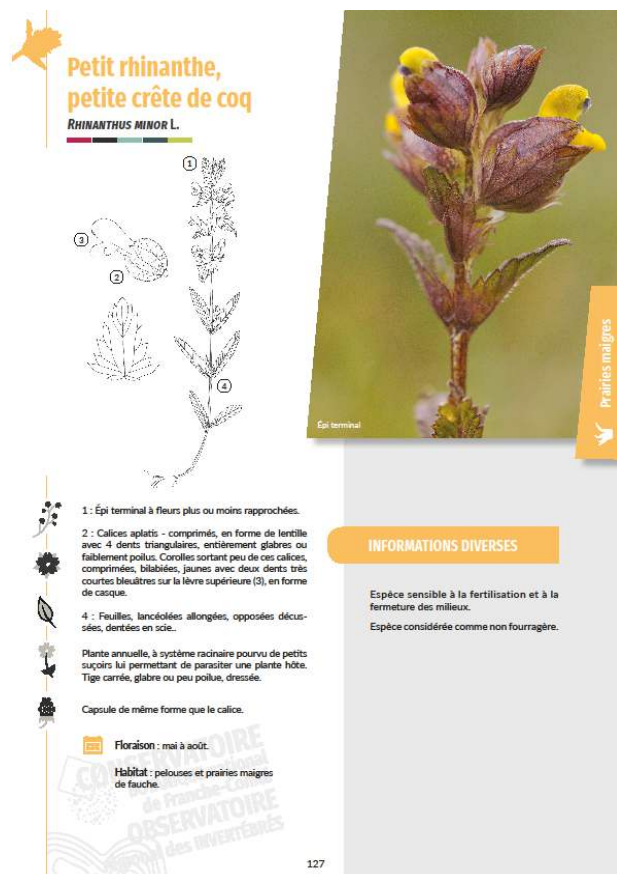 Petit rhinanthe,
petite crête de coq
RHINANTHUS MINOR L.
1
3
2
4
Épi terminal
Prairies maigres
1 : Épi terminal à fleurs plus ou moins rapprochées.
2 : Calices aplatis - comprimés, en forme de lentille
avec 4 dents triangulaires, entièrement glabres ou
faiblement poilus. Corolles sortant peu de ces calices,
comprimées, bilabiées, jaunes avec deux dents très
courtes bleuâtres sur la lèvre supérieure (3), en forme
de casque.
4 : Feuilles, lancéolées allongées, opposées décus-
sées, dentées en scie..
Plante annuelle, à système racinaire pourvu de petits
suçoirs lui permettant de parasiter une plante hôte.
Tige carrée, glabre ou peu poilue, dressée.
Capsule de même forme que le calice.
Floraison : mai à août.
Habitat : pelouses et prairies maigres
de fauche.
INFORMATIONS DIVERSES
Espèce sensible à la fertilisation et à la
fermeture des milieux.
Espèce considérée comme non fourragère.
CONSERVATOIRE
de Franche-Comté
OBSERVATOIRE
régional des INVERTÉBRÉS
127